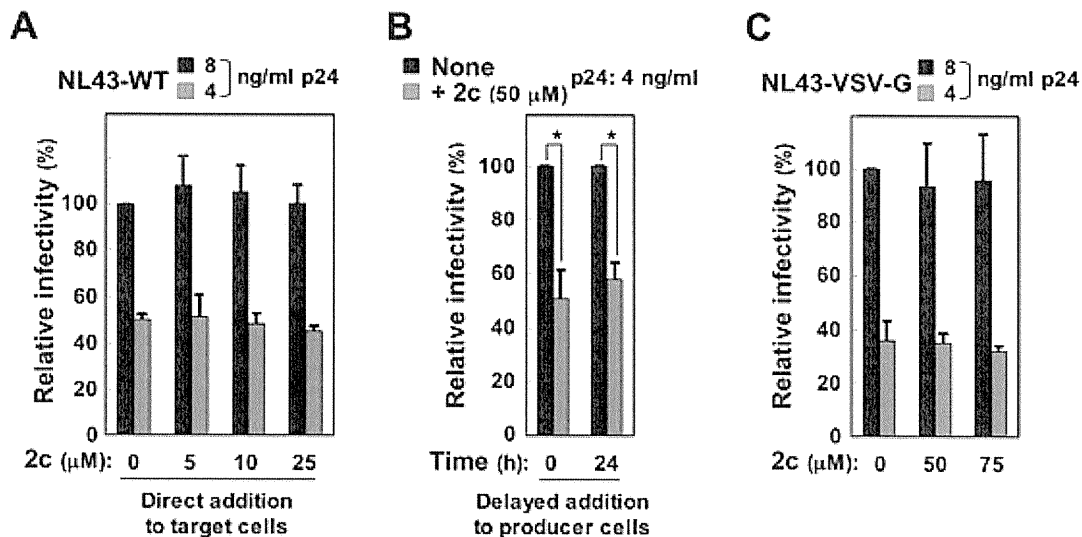 A
NL43-WT
8
4
ng/ml p24
Relative infectivity (%)
100
80
60
40
20
0
2c (μM): 0 5 10 25
Direct addition
to target cells
B
None
+ 2c (50 μM)
p24: 4 ng/ml
* *
Relative infectivity (%)
100
80
60
40
20
0
Time (h): 0 24
Delayed addition
to producer cells
C
NL43-VSV-G
8
4
ng/ml p24
Relative infectivity (%)
100
80
60
40
20
0
2c (μM): 0 50 75